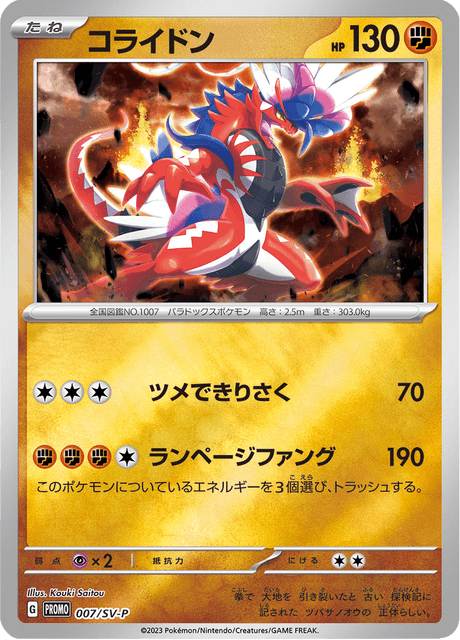 たね コライドン HP 130
全国図鑑NO.1007 パラドックスポケモン 高さ:2.5m 重さ:303.0kg
ツメできりさく 70
ランページファング 190
このポケモンについているエネルギーを3個選び、トラッシュする。
弱点 ×2 抵抗力 にげる
Illus. Kouki Saitou
G PROMO 007/SV-P
拳で 大地を 引き裂いたと 古い 探検記に
記された ツバサノオウの 正体らしい。
©2023 Pokémon/Nintendo/Creatures/GAME FREAK.